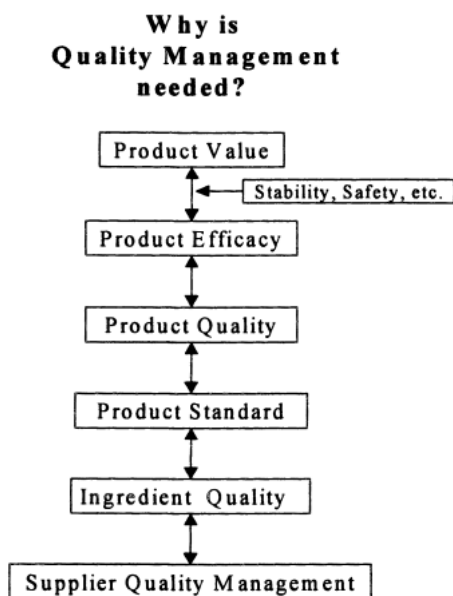 Why is
Quality Management
needed?
Product Value
Stability, Safety, etc.
Product Efficacy
Product Quality
Product Standard
Ingredient Quality
Supplier Quality Management